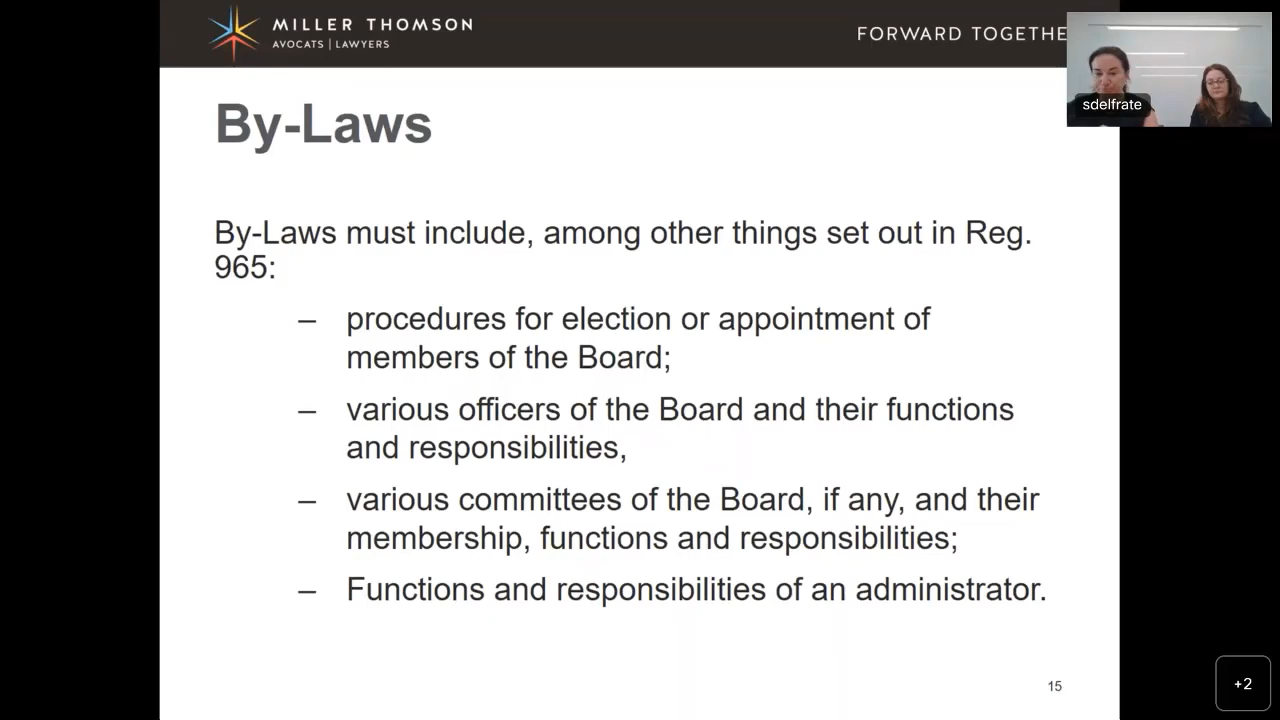 MILLER THOMSON
AVOCATS | LAWYERS
FORWARD TOGETHE
sdelfrate
By-Laws
By-Laws must include, among other things set out in Reg.
965:
– procedures for election or appointment of
members of the Board;
– various officers of the Board and their functions
and responsibilities,
– various committees of the Board, if any, and their
membership, functions and responsibilities;
– Functions and responsibilities of an administrator.
15
+2